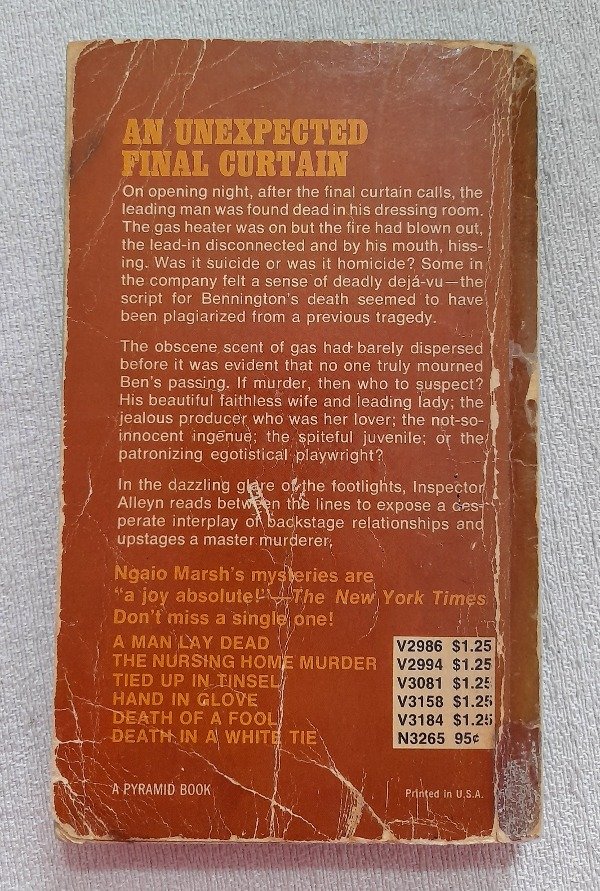 AN UNEXPECTED
FINAL CURTAIN
On opening night, after the final curtain calls, the
leading man was found dead in his dressing room.
The gas heater was on but the fire had blown out,
the lead-in disconnected and by his mouth, hiss-
ing. Was it suicide or was it homicide? Some in
the company felt a sense of deadly dejá-vu—the
script for Bennington's death seemed to have
been plagiarized from a previous tragedy.
The obscene scent of gas had barely dispersed
before it was evident that no one truly mourned
Ben's passing. If murder, then who to suspect?
His beautiful faithless wife and leading lady; the
jealous producer who was her lover; the not-so-
innocent ingenue; the spiteful juvenile; or the
patronizing egotistical playwright?
In the dazzling glare of the footlights, Inspector
Alleyn reads between the lines to expose a des-
perate interplay of backstage relationships and
upstages a master murderer.
Ngaio Marsh's mysteries are
"a joy absolute!"—The New York Times
Don't miss a single one!
A MAN LAY DEAD V2986 $1.25
THE NURSING HOME MURDER V2994 $1.25
TIED UP IN TINSEL V3081 $1.25
HAND IN GLOVE V3158 $1.25
DEATH OF A FOOL V3184 $1.25
DEATH IN A WHITE TIE N3265 95¢
A PYRAMID BOOK Printed in U.S.A.